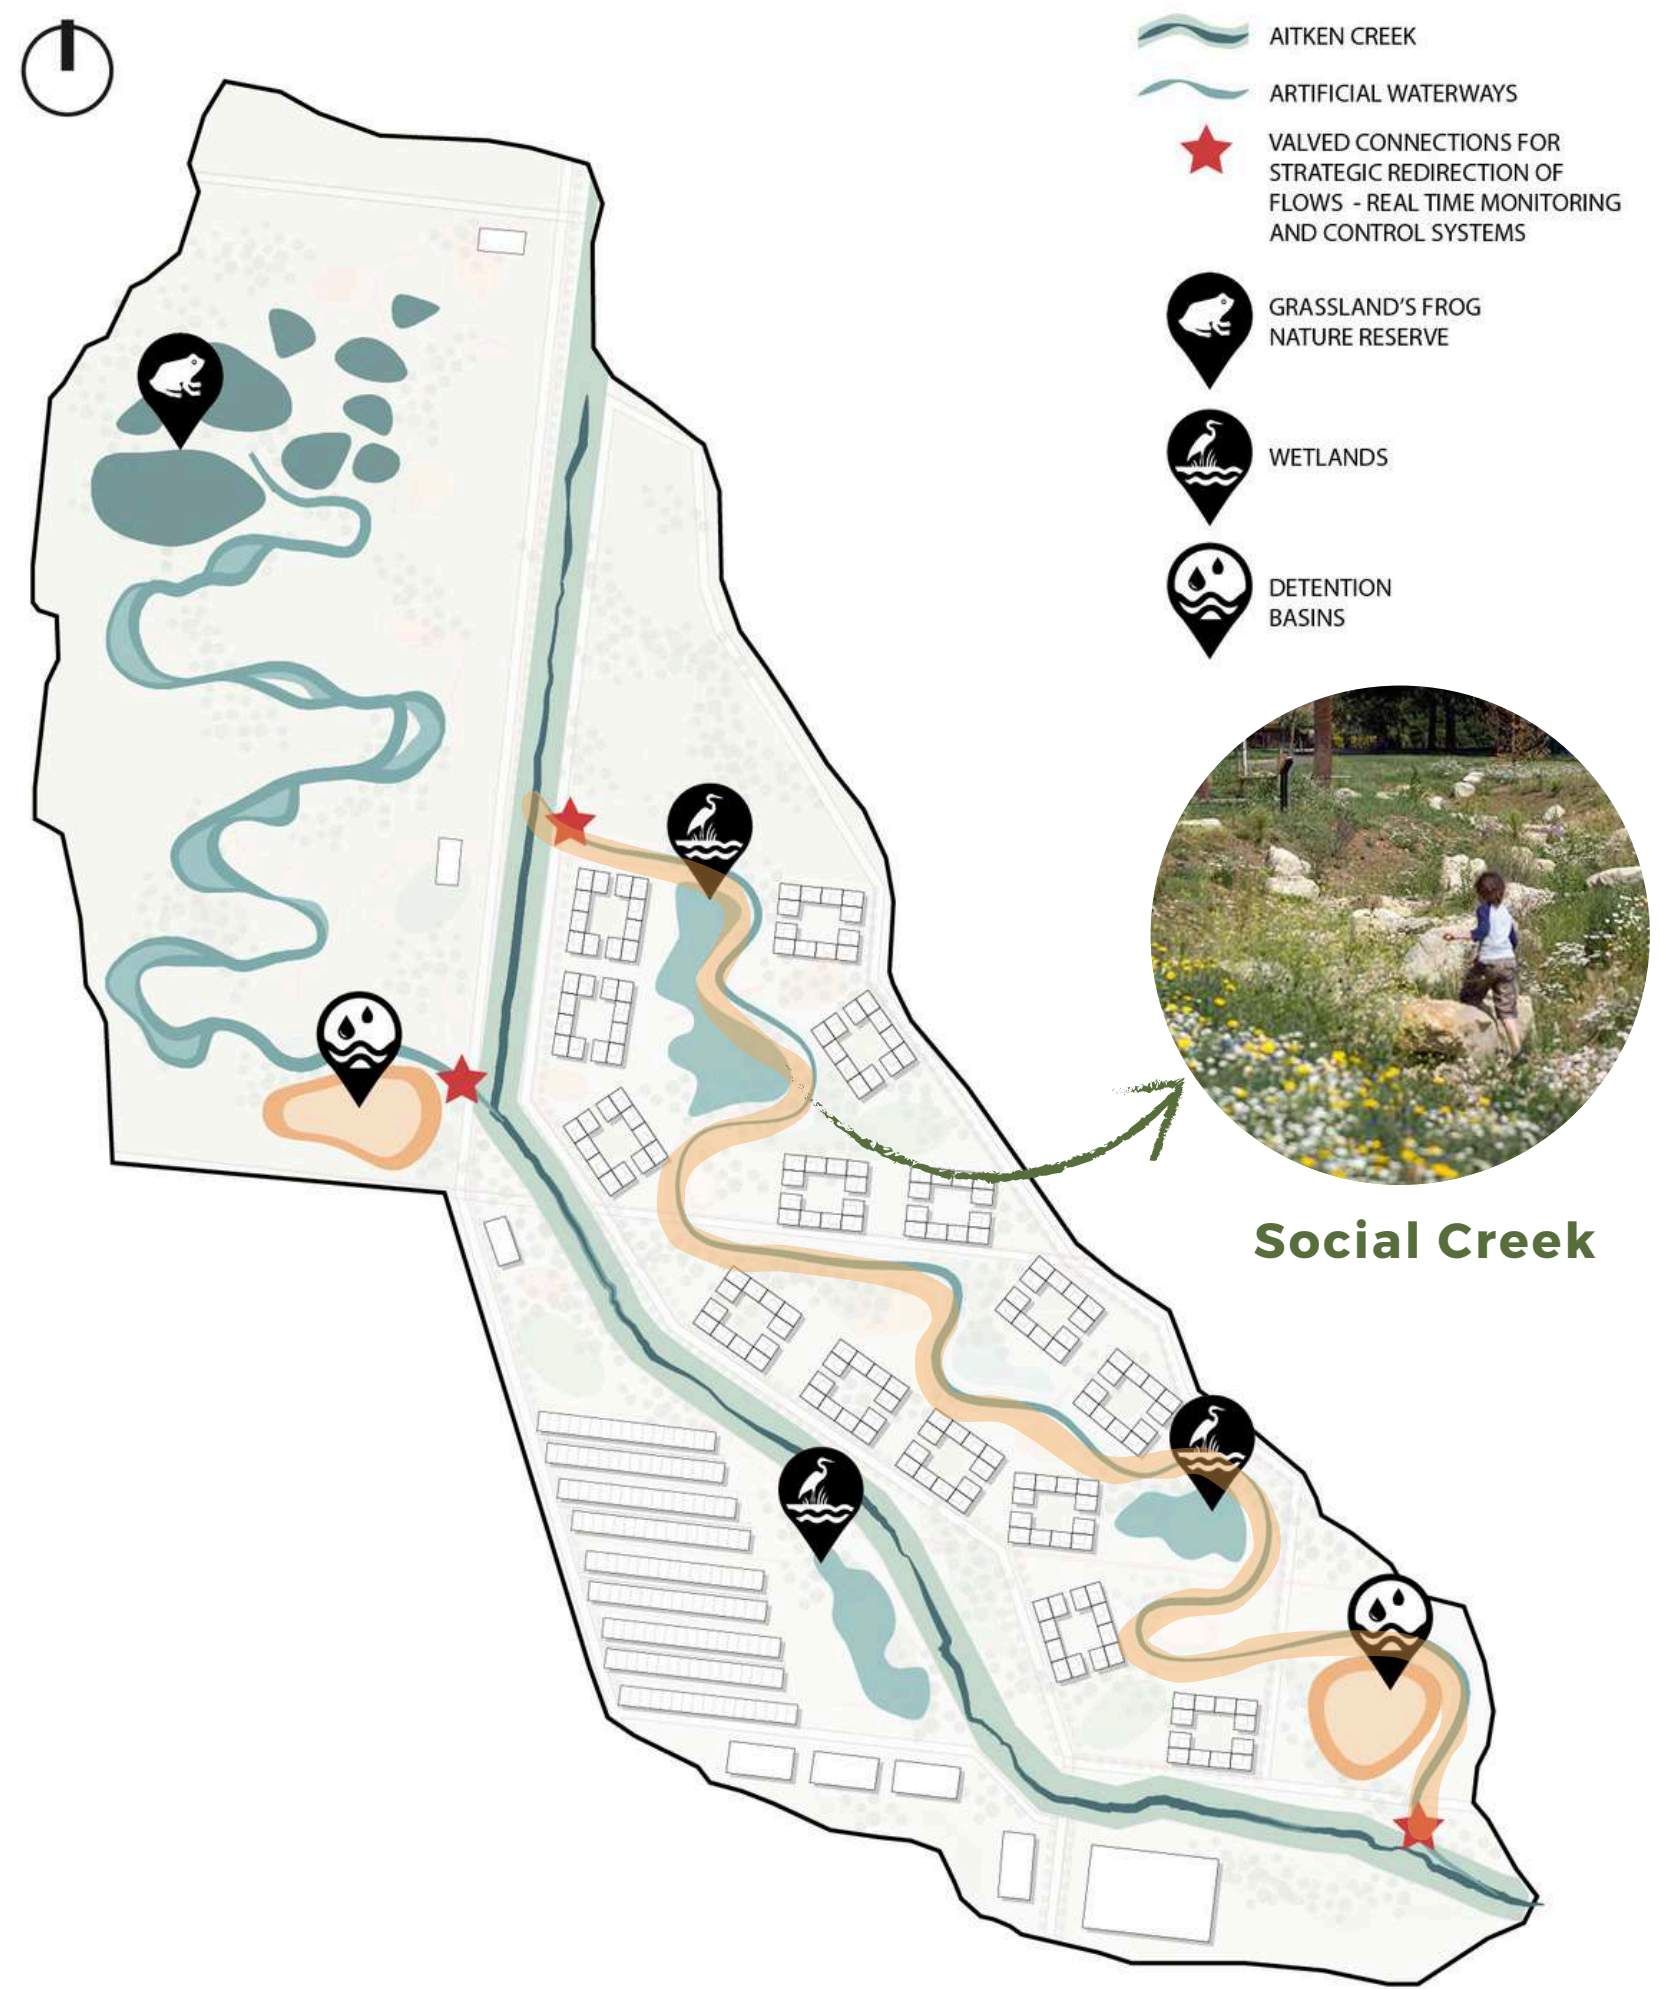 AITKEN CREEK
ARTIFICIAL WATERWAYS
VALVED CONNECTIONS FOR
STRATEGIC REDIRECTION OF
FLOWS - REAL TIME MONITORING
AND CONTROL SYSTEMS
GRASSLAND'S FROG
NATURE RESERVE
WETLANDS
DETENTION
BASINS
Social Creek